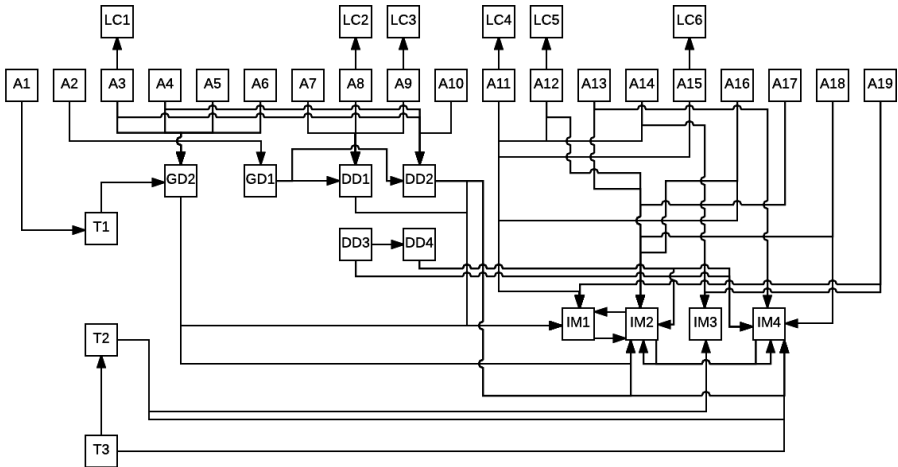 LC1 LC2 LC3 LC4 LC5 LC6
A1 A2 A3 A4 A5 A6 A7 A8 A9 A10 A11 A12 A13 A14 A15 A16 A17 A18 A19
GD2 GD1 DD1 DD2
T1
DD3 DD4
IM1 IM2 IM3 IM4
T2
T3